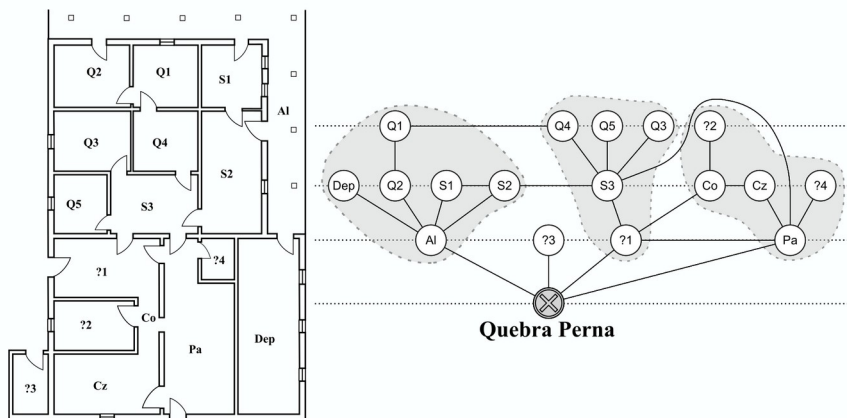 Q2 Q1 S1
Al
Q3 Q4
S2
Q5 S3
?1 ?4
?2 Co
Pa Dep
?3 Cz
Q1 Q4 Q5 Q3 ?2
Dep Q2 S1 S2 S3 Co Cz ?4
Al ?3 ?1 Pa
Quebra Perna